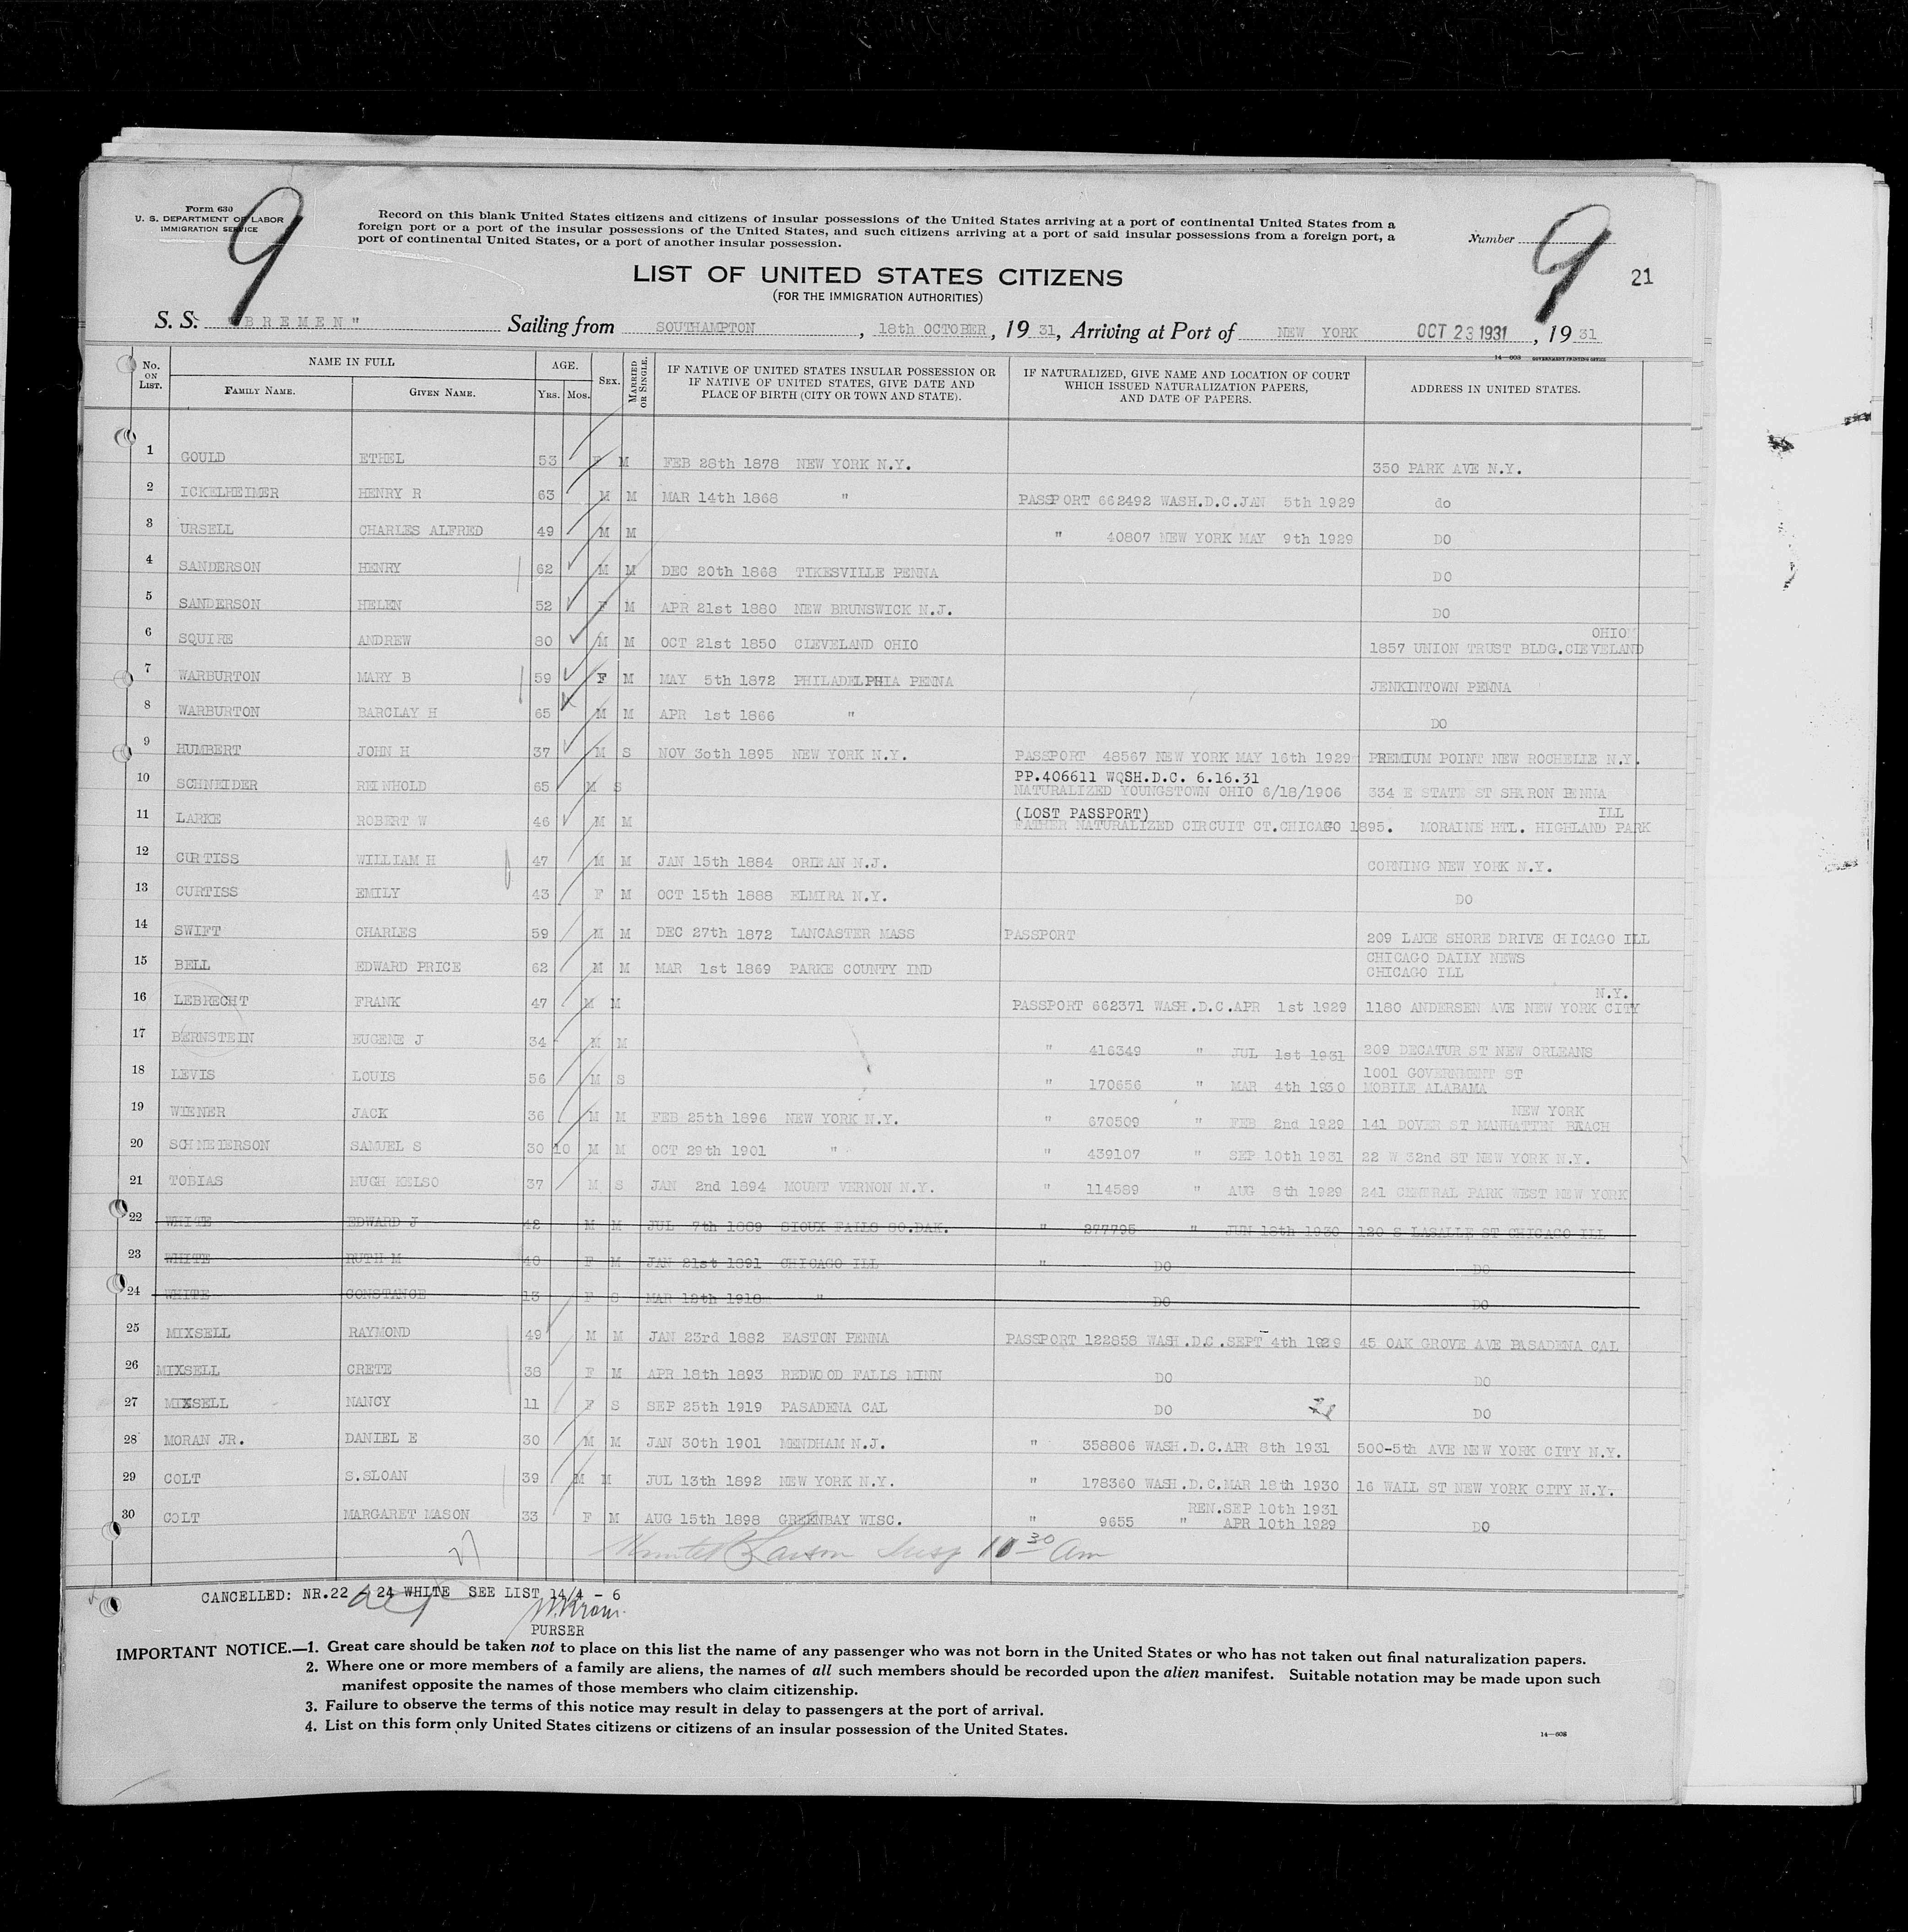 Form 630
U. S. DEPARTMENT OF LABOR
IMMIGRATION SERVICE
9
Record on this blank United States citizens and citizens of insular possessions of the United States arriving at a port of continental United States from a
foreign port or a port of the insular possessions of the United States, and such citizens arriving at a port of said insular possessions from a foreign port, a
port of continental United States, or a port of another insular possession.
Number
9
21
LIST OF UNITED STATES CITIZENS
(FOR THE IMMIGRATION AUTHORITIES)
S. S. "BREMEN" Sailing from SOUTHAMPTON, 18th OCTOBER, 19 31, Arriving at Port of NEW YORK OCT 23 1931, 19 31
14-608 GOVERNMENT PRINTING OFFICE
No. ON LIST. NAME IN FULL FAMILY NAME. GIVEN NAME. AGE. YRS. MOS. SEX. MARRIED OR SINGLE. IF NATIVE OF UNITED STATES INSULAR POSSESSION OR IF NATIVE OF UNITED STATES, GIVE DATE AND PLACE OF BIRTH (CITY OR TOWN AND STATE). IF NATURALIZED, GIVE NAME AND LOCATION OF COURT WHICH ISSUED NATURALIZATION PAPERS, AND DATE OF PAPERS. ADDRESS IN UNITED STATES.
1 GOULD ETHEL 53 F M FEB 28th 1878 NEW YORK N.Y. 350 PARK AVE N.Y.
2 ICKELHEIMER HENRY R 63 M M MAR 14th 1868 " PASSPORT 662492 WASH.D.C.JAN 5th 1929 do
3 URSELL CHARLES ALFRED 49 M M " 40807 NEW YORK MAY 9th 1929 DO
4 SANDERSON HENRY 62 M M DEC 20th 1868 TIKESVILLE PENNA DO
5 SANDERSON HELEN 52 F M APR 21st 1880 NEW BRUNSWICK N.J. DO
6 SQUIRE ANDREW 80 M M OCT 21st 1850 CLEVELAND OHIO 1857 UNION TRUST BLDG.CLEVELAND OHIO
7 WARBURTON MARY B 59 F M MAY 5th 1872 PHILADELPHIA PENNA JENKINTOWN PENNA
8 WARBURTON BARCLAY H 65 M M APR 1st 1866 " DO
9 HUMBERT JOHN H 37 M S NOV 30th 1895 NEW YORK N.Y. PASSPORT 48567 NEW YORK MAY 16th 1929 PREMIUM POINT NEW ROCHELLE N.Y.
PP.406611 WQSH.D.C. 6.16.31
10 SCHNEIDER REINHOLD 65 M S NATURALIZED YOUNGSTOWN OHIO 6/18/1906 334 E STATE ST SHARON PENNA
(LOST PASSPORT) ILL
11 LARKE ROBERT W 46 M M FATHER NATURALIZED CIRCUIT CT.CHICAGO 1895. MORAINE HTL. HIGHLAND PARK
12 CURTISS WILLIAM H 47 M M JAN 15th 1884 ORLEAN N.J. CORNING NEW YORK N.Y.
13 CURTISS EMILY 43 F M OCT 15th 1888 ELMIRA N.Y. DO
14 SWIFT CHARLES 59 M M DEC 27th 1872 LANCASTER MASS PASSPORT 209 LAKE SHORE DRIVE CHICAGO ILL
15 BELL EDWARD PRICE 62 M M MAR 1st 1869 PARKE COUNTY IND CHICAGO DAILY NEWS
CHICAGO ILL
N.Y.
16 LEBRECHT FRANK 47 M M PASSPORT 662371 WASH.D.C.APR 1st 1929 1180 ANDERSEN AVE NEW YORK CITY
17 BERNSTEIN EUGENE J 34 M M " 416349 " JUL 1st 1931 209 DECATUR ST NEW ORLEANS
18 LEVIS LOUIS 56 M S " 170656 " MAR 4th 1930 1001 GOVERNMENT ST
MOBILE ALABAMA
NEW YORK
19 WIENER JACK 36 M M FEB 25th 1896 NEW YORK N.Y. " 670509 " FEB 2nd 1929 141 DOVER ST MANHATTEN BEACH
20 SCHNEIERSON SAMUEL S 30 10 M M OCT 29th 1901 " " 439107 " SEP 10th 1931 22 W 32nd ST NEW YORK N.Y.
21 TOBIAS HUGH KELSO 37 M S JAN 2nd 1894 MOUNT VERNON N.Y. " 114589 " AUG 8th 1929 241 CENTRAL PARK WEST NEW YORK
22 WHITE EDWARD J 42 M M JUL 7th 1889 SIOUX FALLS SO.DAK. " 277795 " JUN 18th 1930 120 S LASALLE ST CHICAGO ILL
23 WHITE RUTH M 40 F M JAN 21st 1891 CHICAGO ILL " DO DO
24 WHITE CONSTANCE 13 F S MAR 12th 1918 " DO DO
25 MIXSELL RAYMOND 49 M M JAN 23rd 1882 EASTON PENNA PASSPORT 122858 WASH.D.C.SEPT 4th 1929 45 OAK GROVE AVE PASADENA CAL
26 MIXSELL CRETE 38 F M APR 18th 1893 REDWOOD FALLS MINN DO DO
27 MIXSELL NANCY 11 F S SEP 25th 1919 PASADENA CAL DO DO
28 MORAN JR. DANIEL E 30 M M JAN 30th 1901 MENDHAM N.J. " 358806 WASH.D.C.APR 8th 1931 500-5th AVE NEW YORK CITY N.Y.
29 COLT S.SLOAN 39 M M JUL 13th 1892 NEW YORK N.Y. " 178360 WASH.D.C.MAR 18th 1930 16 WALL ST NEW YORK CITY N.Y.
REN.SEP 10th 1931
30 COLT MARGARET MASON 33 F M AUG 15th 1898 GREENBAY WISC. " 9655 " APR 10th 1929 DO
27 Larson Insp 10 30 am
CANCELLED: NR.22 - 24 WHITE SEE LIST 14/4 - 6
PURSER
IMPORTANT NOTICE.—1. Great care should be taken not to place on this list the name of any passenger who was not born in the United States or who has not taken out final naturalization papers.
2. Where one or more members of a family are aliens, the names of all such members should be recorded upon the alien manifest. Suitable notation may be made upon such
manifest opposite the names of those members who claim citizenship.
3. Failure to observe the terms of this notice may result in delay to passengers at the port of arrival.
4. List on this form only United States citizens or citizens of an insular possession of the United States.
14—608